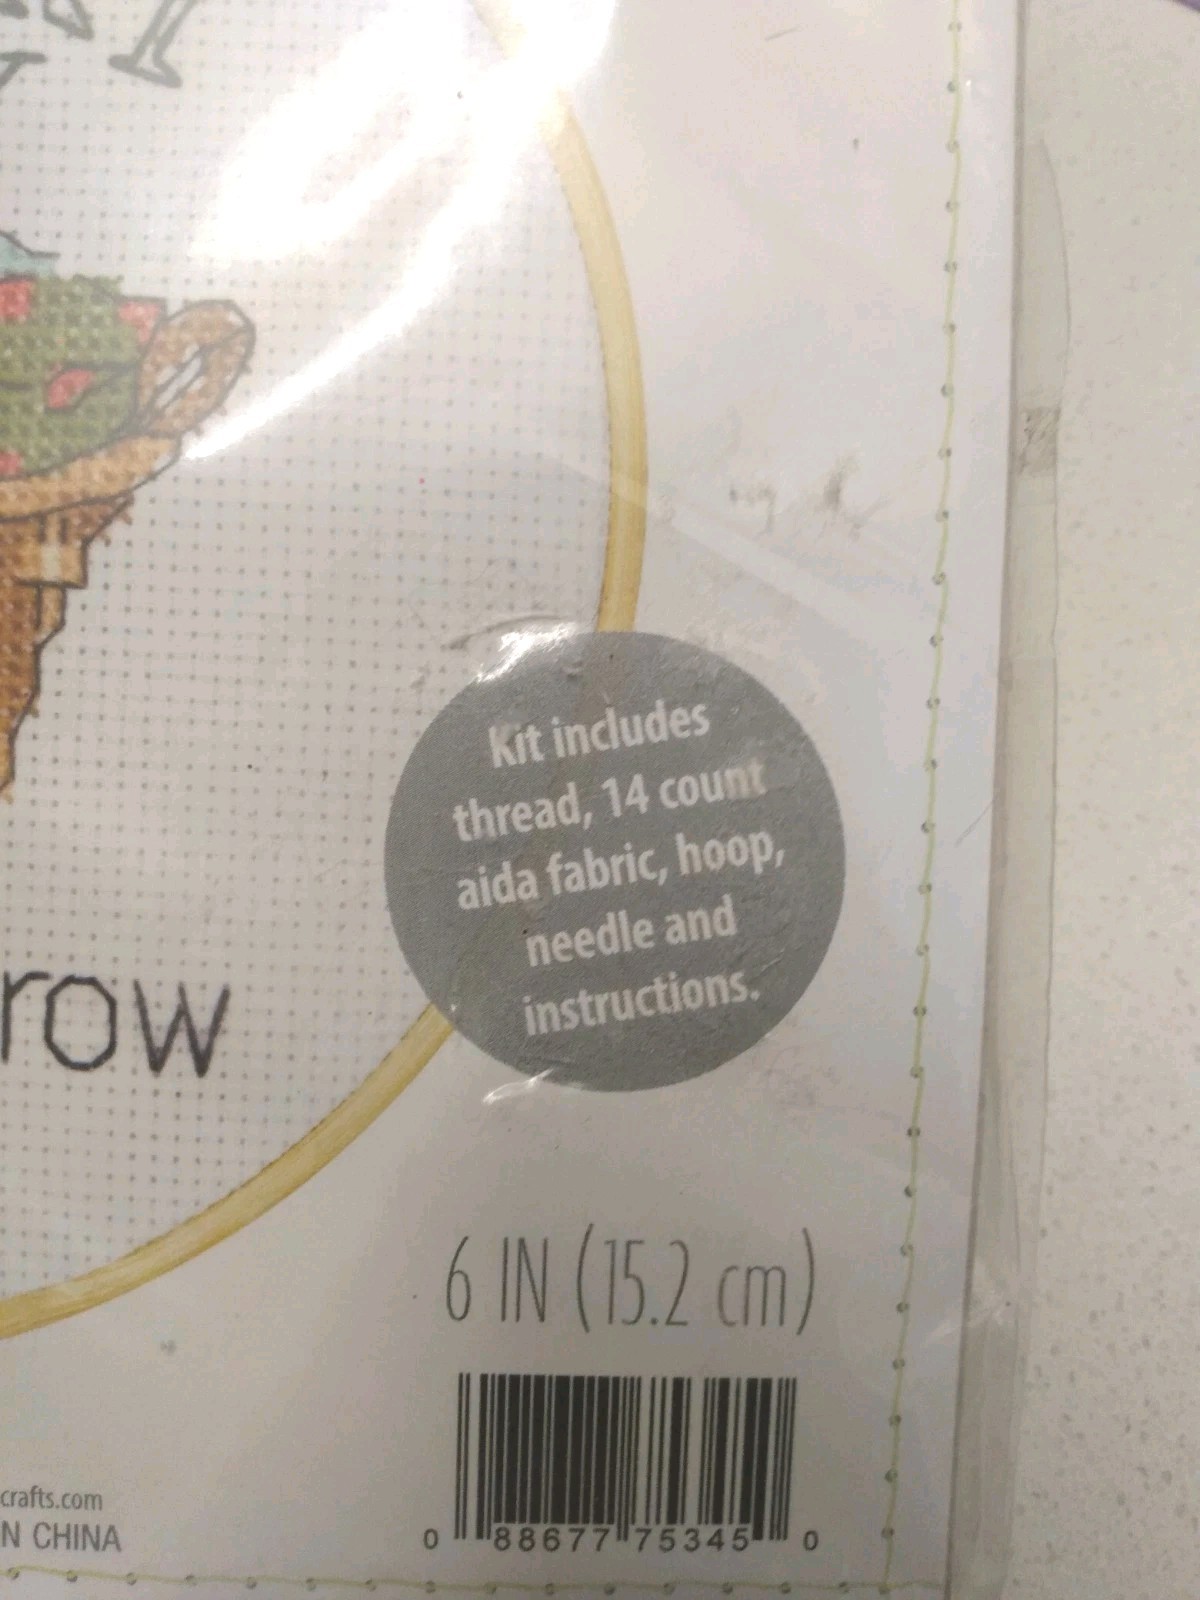 row
Kit includes
thread, 14 count
aida fabric, hoop,
needle and
instructions.
6 IN (15.2 cm)
crafts.com
N CHINA
0 88677 75345 0